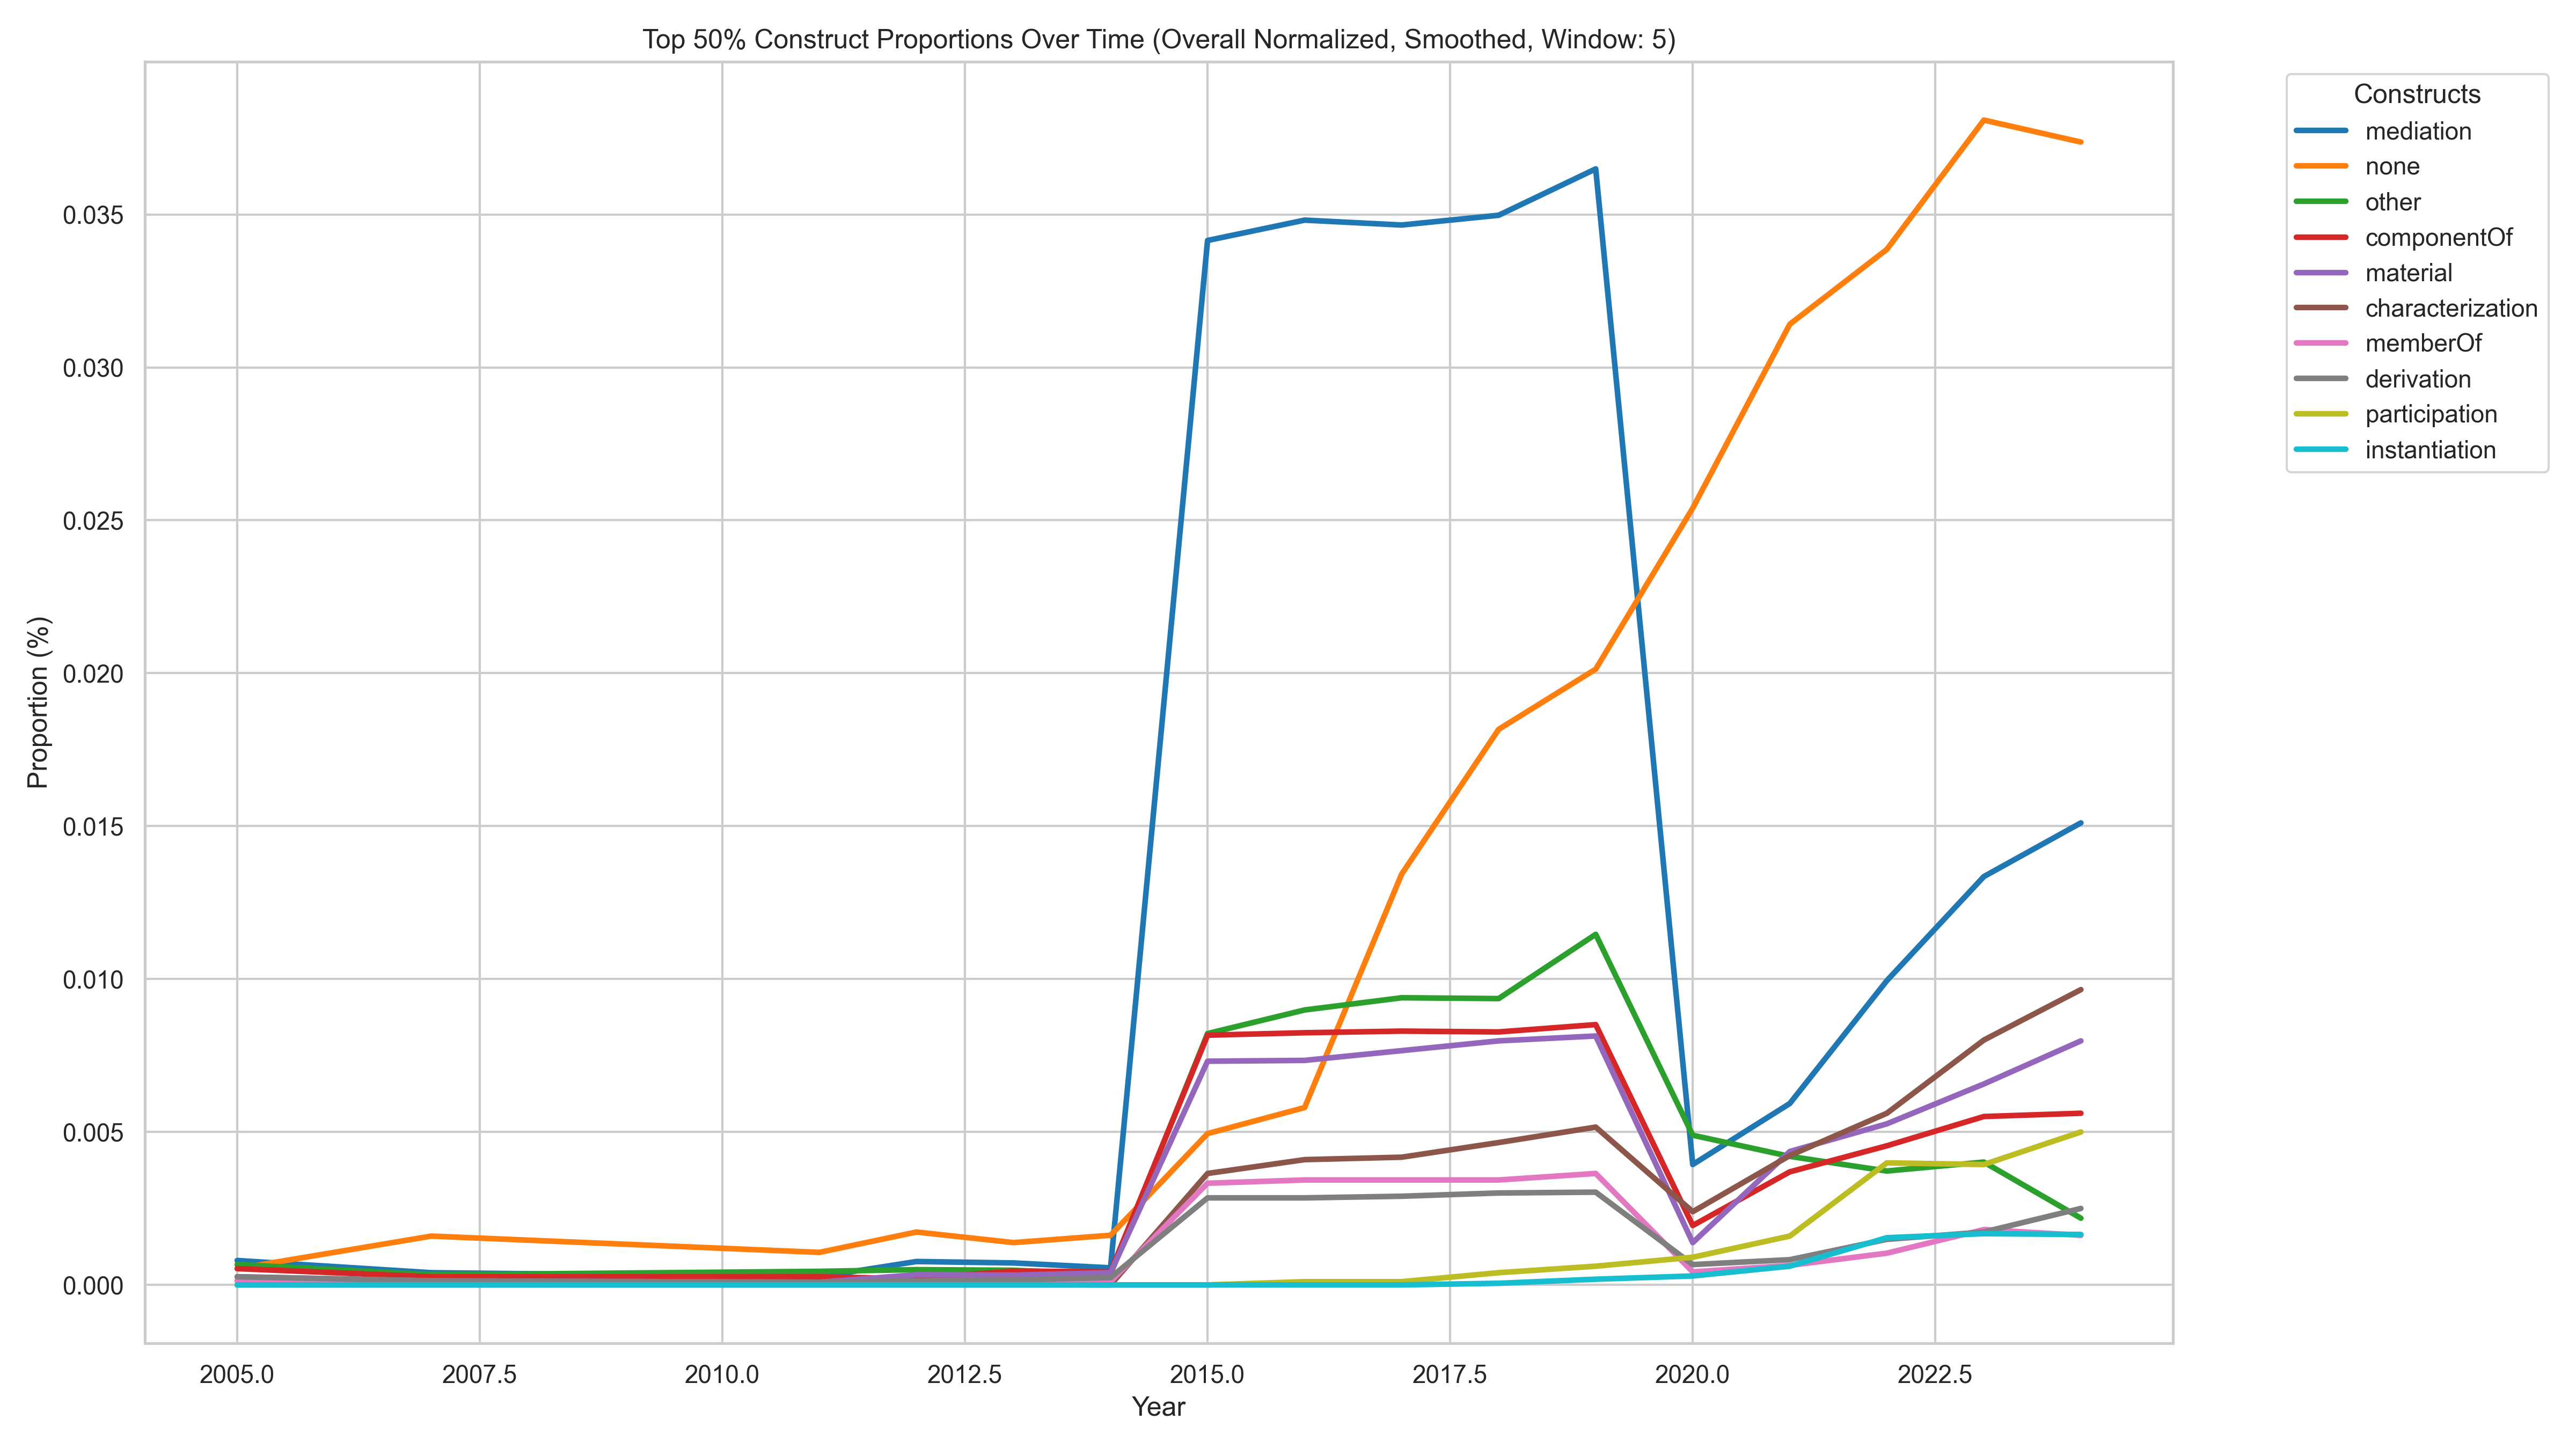 Top 50% Construct Proportions Over Time (Overall Normalized, Smoothed, Window: 5)
Constructs
mediation
none
other
componentOf
material
characterization
memberOf
derivation
participation
instantiation
Proportion (%)
0.035
0.030
0.025
0.020
0.015
0.010
0.005
0.000
2005.0 2007.5 2010.0 2012.5 2015.0 2017.5 2020.0 2022.5
Year